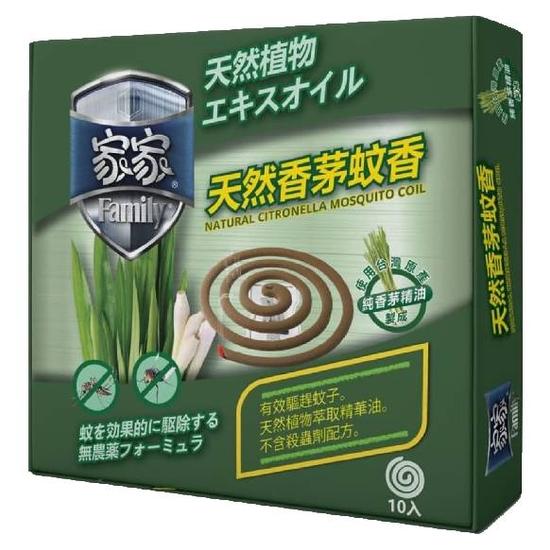 天然植物
エキスオイル
家家®
Family
天然香茅蚊香
NATURAL CITRONELLA MOSQUITO COIL
使用台灣原產
純香茅精油
製成
蚊を効果的に駆除する
無農薬フォーミュラ
有效驅趕蚊子。
天然植物萃取精華油。
不含殺蟲劑配方。
10入
天然香茅蚊香
家家
Family